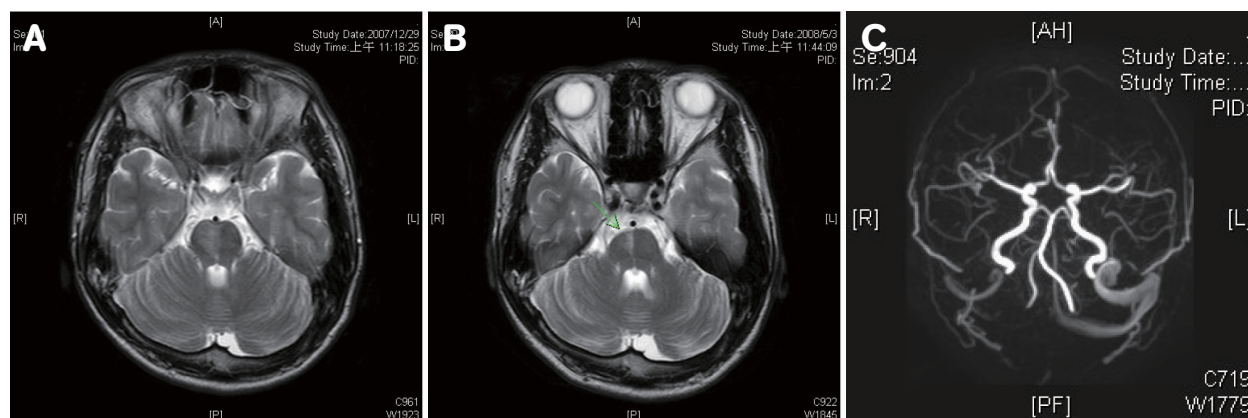 A
[A]
Study Date:2007/12/29
Study Time:上午 11:18:25
PID:
[R]
[L]
C961
W1923
[P]
B
[A]
Study Date:2008/5/3
Study Time:上午 11:44:09
PID:
[R]
[L]
C922
W1845
[P]
C
[AH]
Se:904
Im:2
Study Date:...
Study Time:...
PID:
[R]
[L]
C719
W1779
[PF]